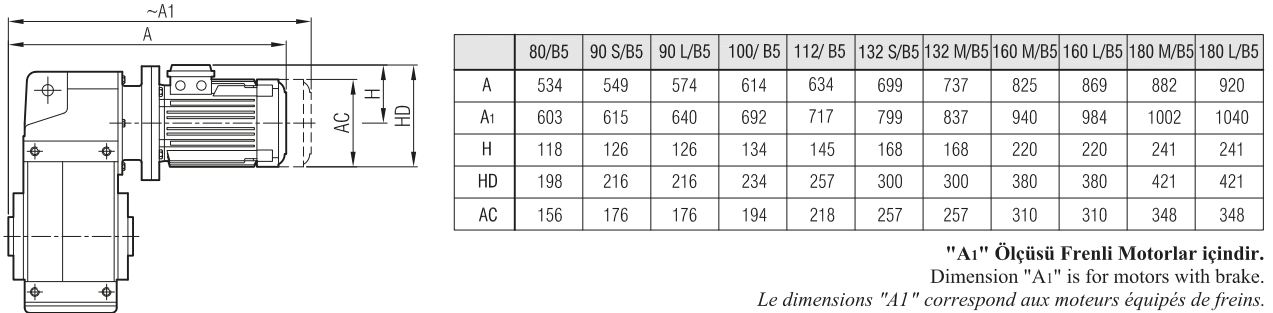 ~A1
A
H
HD
AC
80/B5 90 S/B5 90 L/B5 100/ B5 112/ B5 132 S/B5 132 M/B5 160 M/B5 160 L/B5 180 M/B5 180 L/B5
A 534 549 574 614 634 699 737 825 869 882 920
A1 603 615 640 692 717 799 837 940 984 1002 1040
H 118 126 126 134 145 168 168 220 220 241 241
HD 198 216 216 234 257 300 300 380 380 421 421
AC 156 176 176 194 218 257 257 310 310 348 348
"A1" Ölçüsü Frenli Motorlar içindir.
Dimension "A1" is for motors with brake.
Le dimensions "A1" correspond aux moteurs équipés de freins.